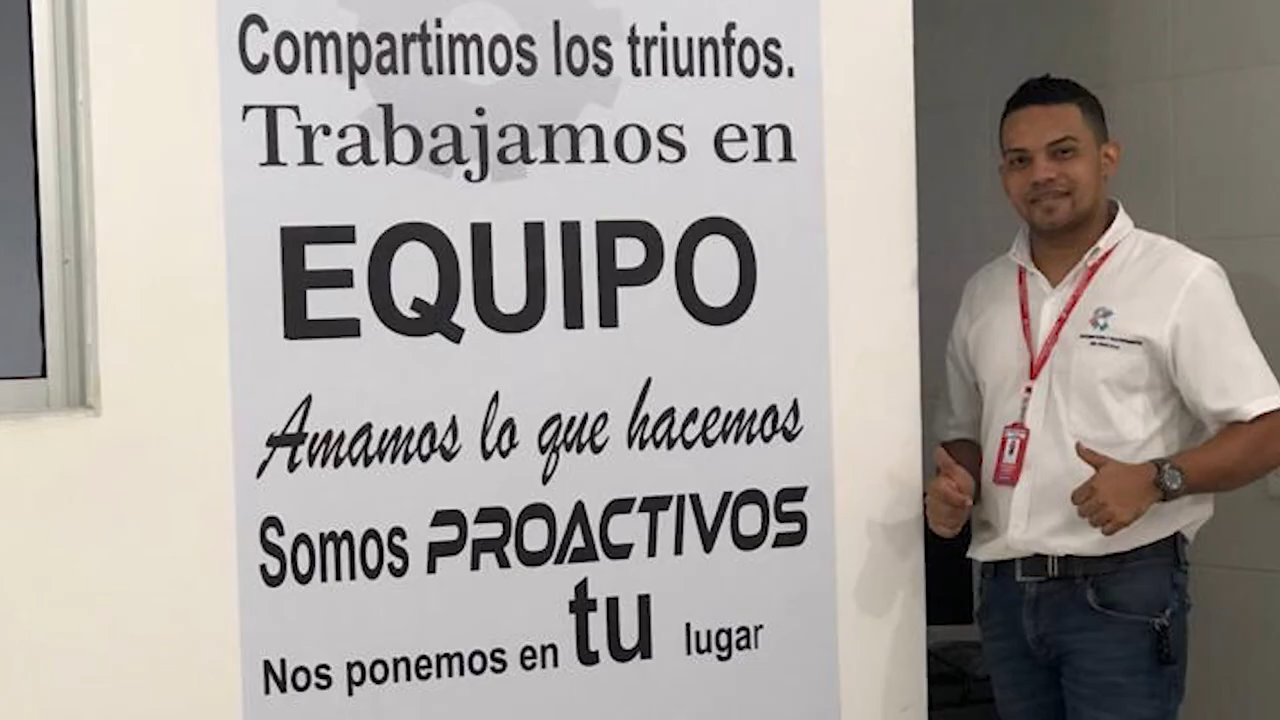 Compartimos los triunfos.
Trabajamos en
EQUIPO
Amamos lo que hacemos
Somos PROACTIVOS
Nos ponemos en tu lugar